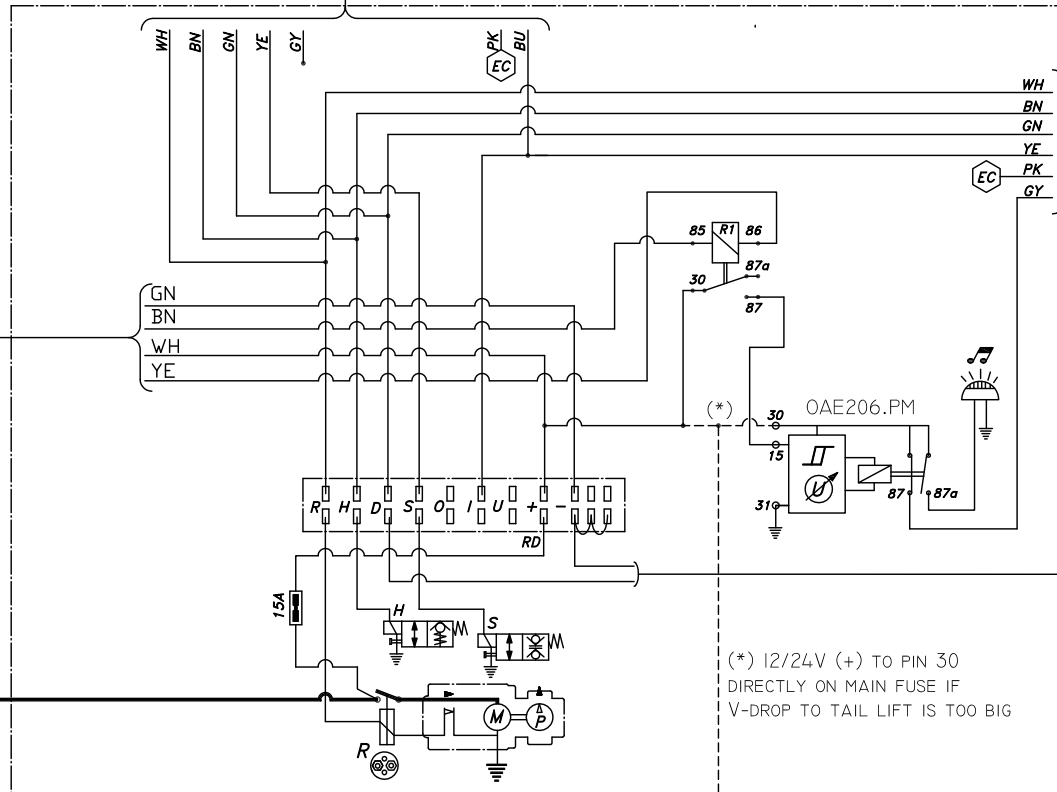 WH BN GN YE GY PK BU
EC
WH
BN
GN
YE
EC PK
GY
85 R1 86
87a
30
87
GN
BN
WH
YE
(*) 30 OAE206.PM
15
U
31 87 87a
R H D S O I U + -
RD
15A
H
S
M P
R
(*) 12/24V (+) TO PIN 30
DIRECTLY ON MAIN FUSE IF
V-DROP TO TAIL LIFT IS TOO BIG